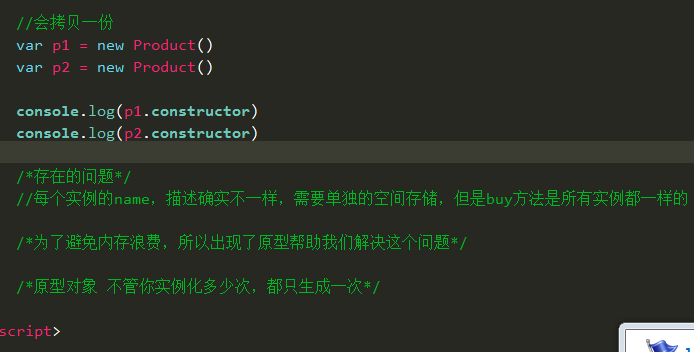 //会拷贝一份
var p1 = new Product()
var p2 = new Product()
console.log(p1.constructor)
console.log(p2.constructor)
/*存在的问题*/
//每个实例的name，描述确实不一样，需要单独的空间存储，但是buy方法是所有实例都一样的
/*为了避免内存浪费，所以出现了原型帮助我们解决这个问题*/
/*原型对象 不管你实例化多少次，都只生成一次*/
script>